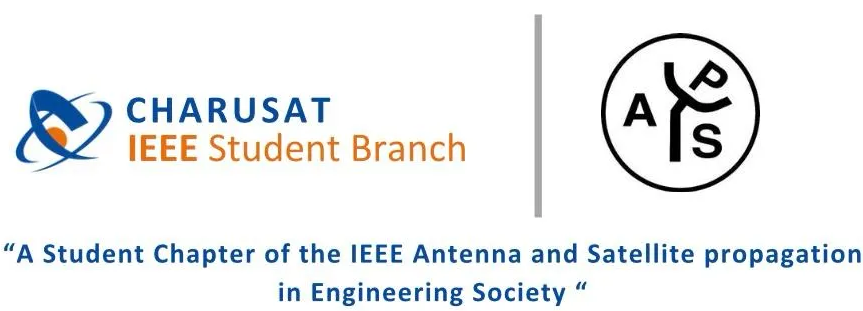 CHARUSAT
IEEE Student Branch
A P S
“A Student Chapter of the IEEE Antenna and Satellite propagation
in Engineering Society “